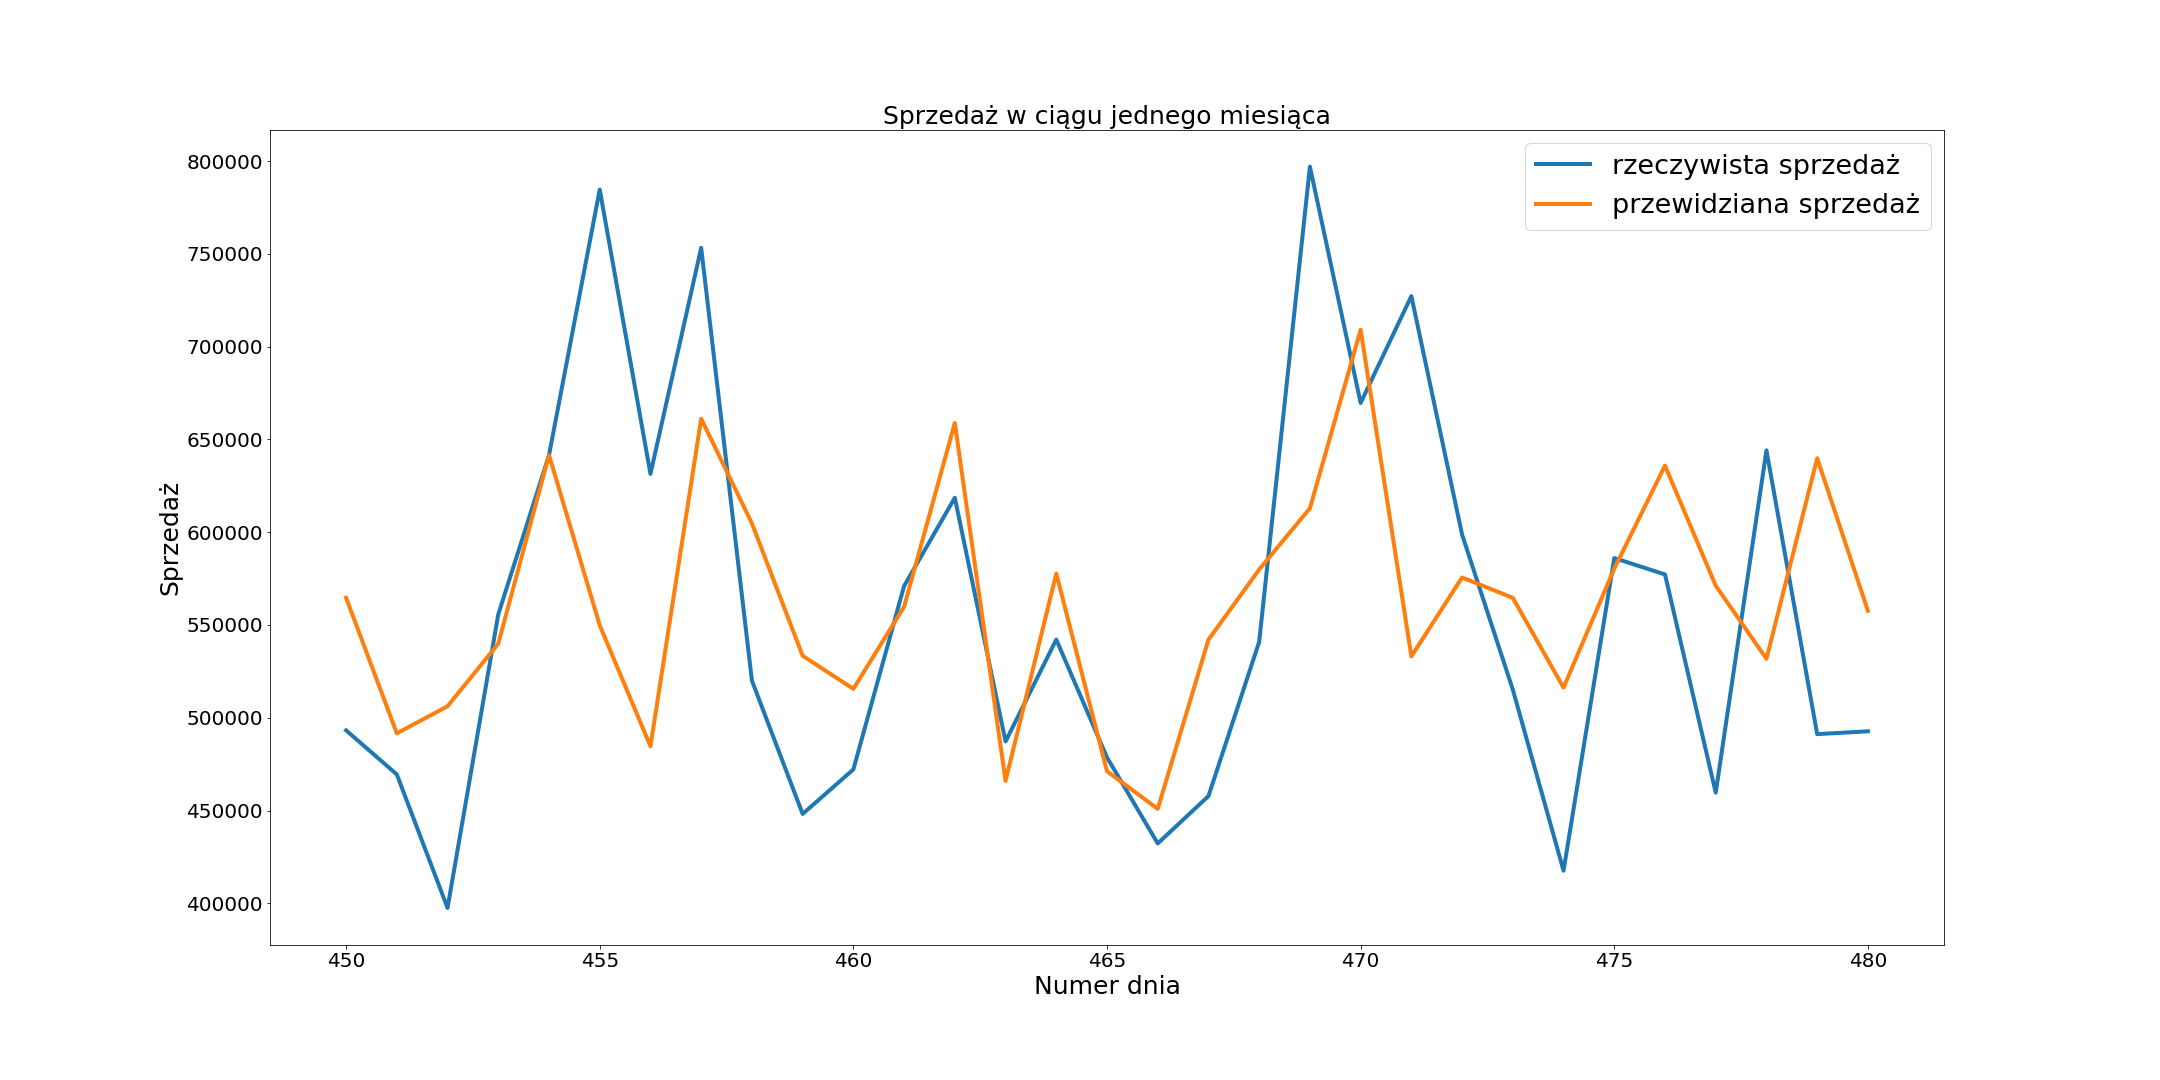 Sprzedaż w ciągu jednego miesiąca
rzeczywista sprzedaż
przewidziana sprzedaż
800000
750000
700000
650000
600000
550000
500000
450000
400000
Sprzedaż
450 455 460 465 470 475 480
Numer dnia